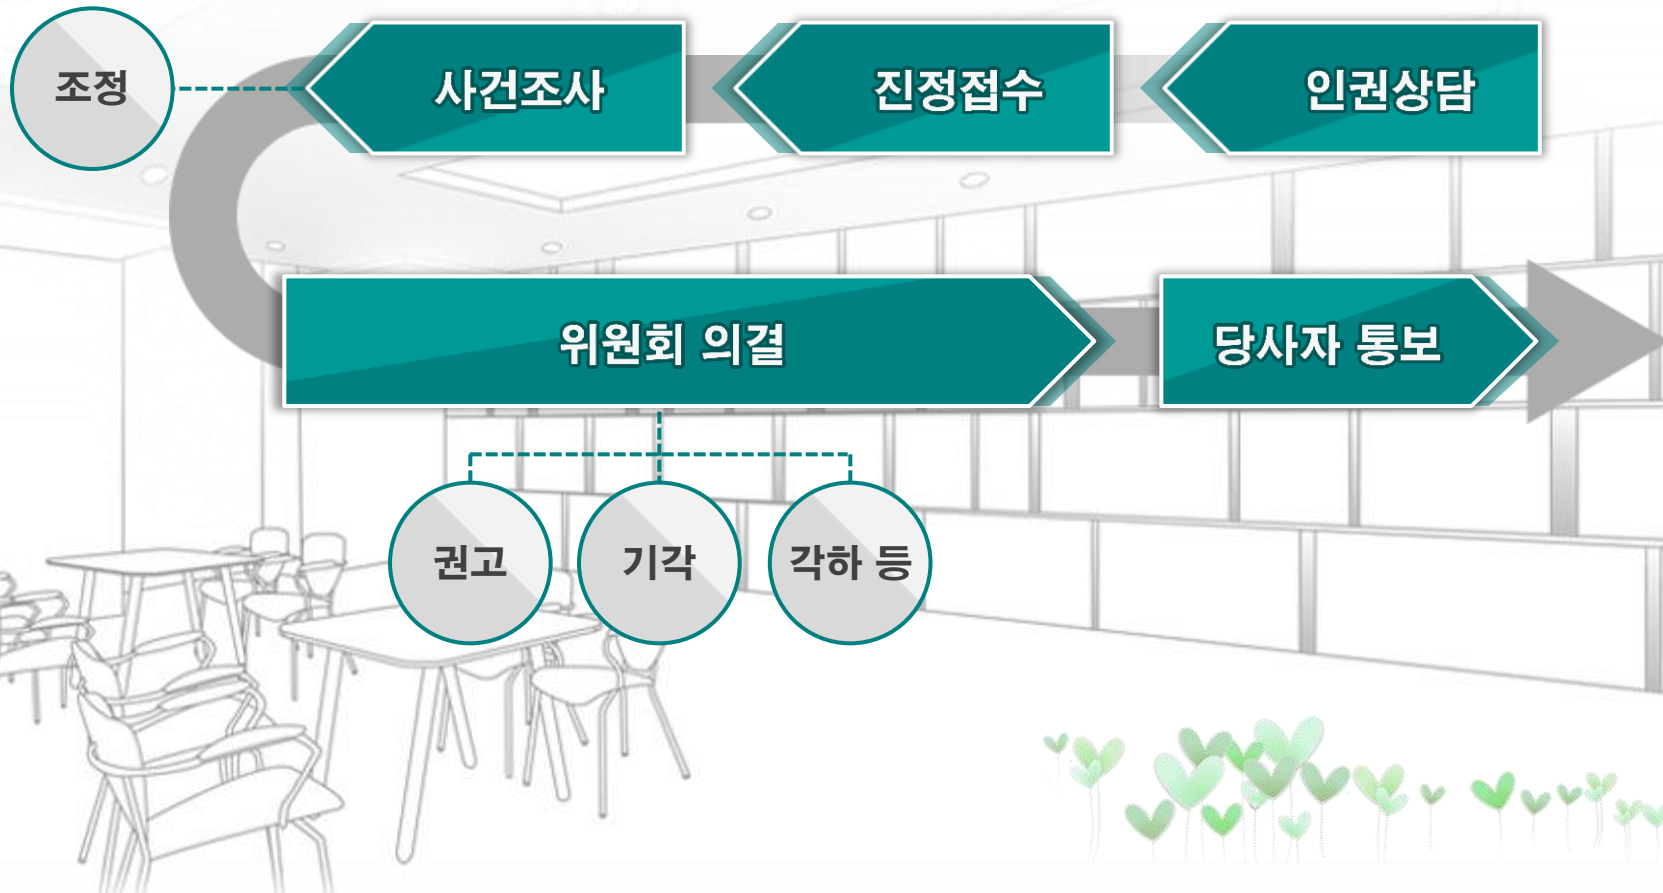 조정
사건조사
진정접수
인권상담
위원회 의결
당사자 통보
권고
기각
각하 등